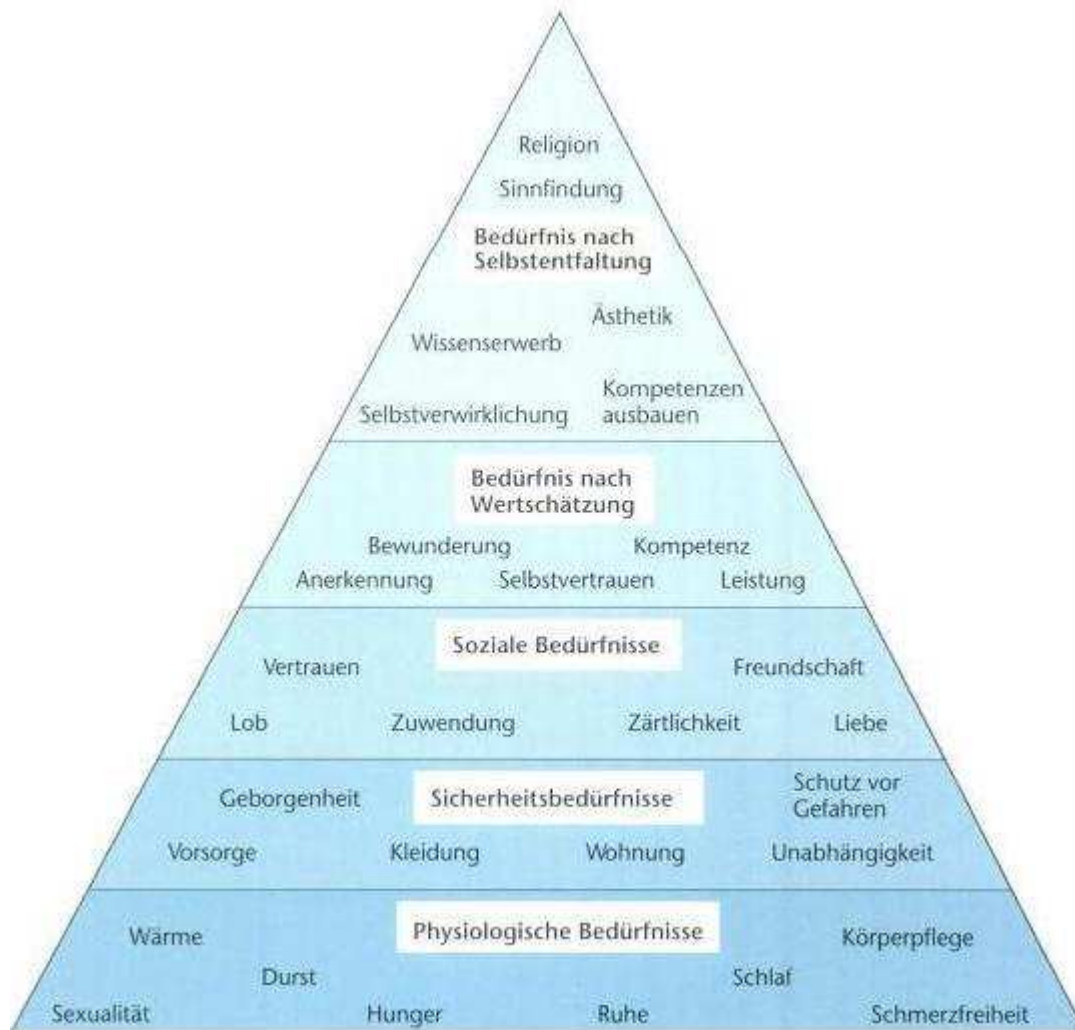 Religion
Sinnfindung
Bedürfnis nach
Selbstentfaltung
Ästhetik
Wissenserwerb
Kompetenzen
ausbauen
Selbstverwirklichung
Bedürfnis nach
Wertschätzung
Bewunderung Kompetenz
Anerkennung Selbstvertrauen Leistung
Soziale Bedürfnisse
Vertrauen Freundschaft
Lob Zuwendung Zärtlichkeit Liebe
Geborgenheit Sicherheitsbedürfnisse Schutz vor
Gefahren
Vorsorge Kleidung Wohnung Unabhängigkeit
Wärme Physiologische Bedürfnisse Körperpflege
Durst Schlaf
Sexualität Hunger Ruhe Schmerzfreiheit